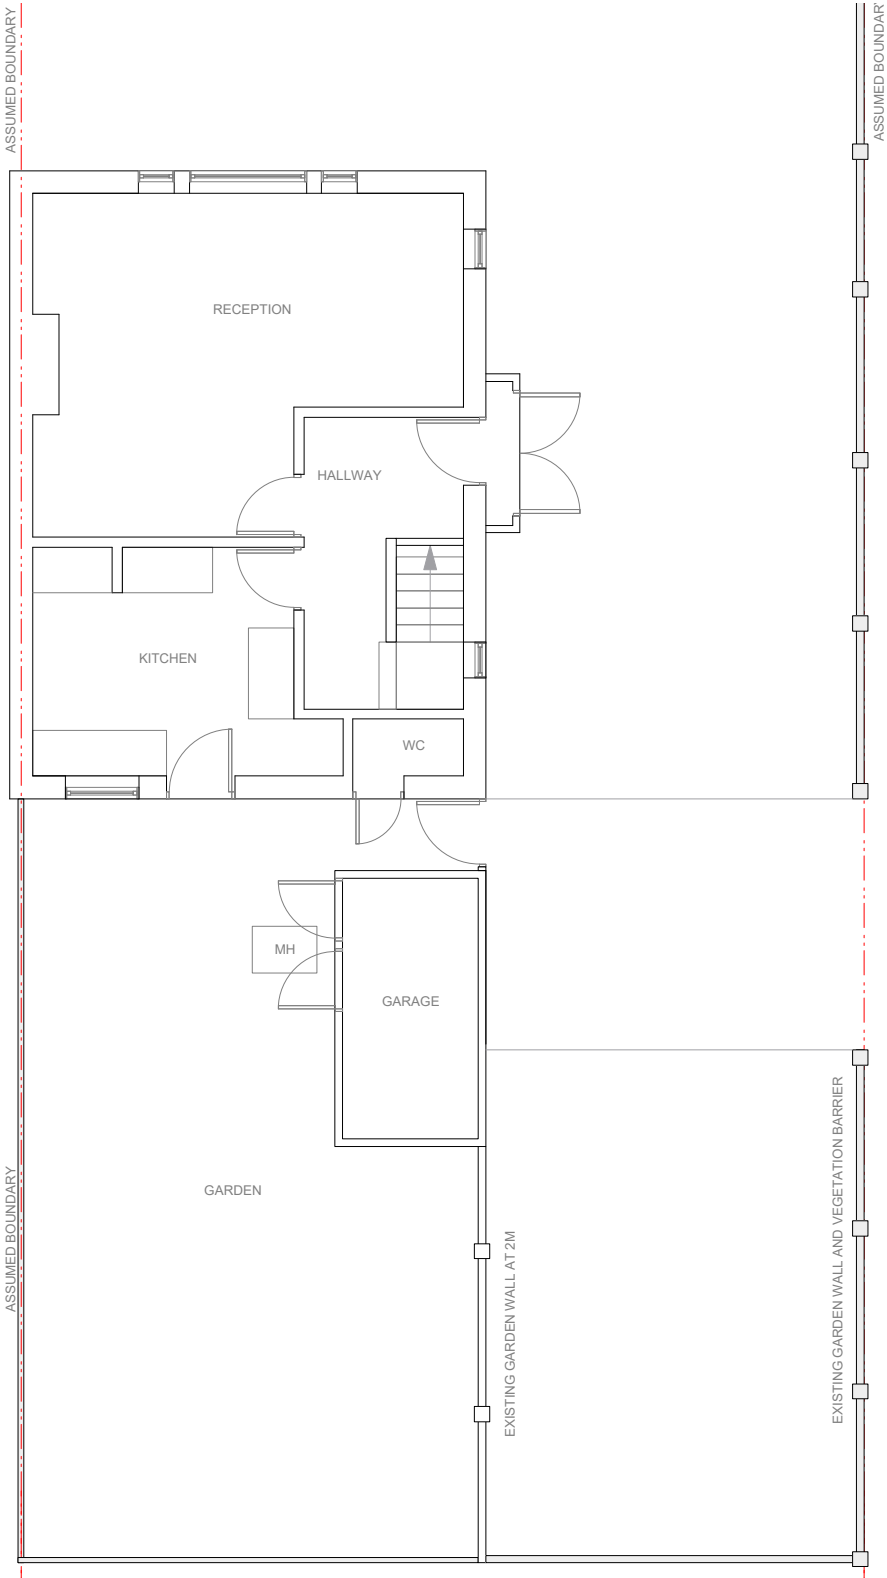 ASSUMED BOUNDARY
ASSUMED BOUNDARY
RECEPTION
HALLWAY
KITCHEN
WC
MH
GARAGE
GARDEN
ASSUMED BOUNDARY
EXISTING GARDEN WALL AT 2M
EXISTING GARDEN WALL AND VEGETATION BARRIER